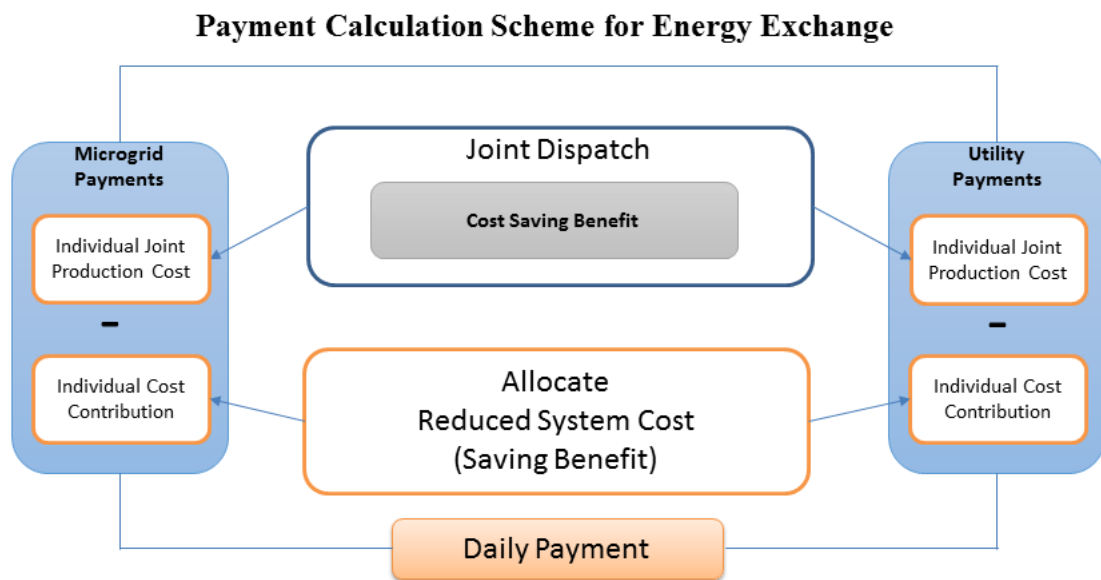 Payment Calculation Scheme for Energy Exchange
Microgrid
Payments
Individual Joint
Production Cost
–
Individual Cost
Contribution
Joint Dispatch
Cost Saving Benefit
Allocate
Reduced System Cost
(Saving Benefit)
Utility
Payments
Individual Joint
Production Cost
–
Individual Cost
Contribution
Daily Payment